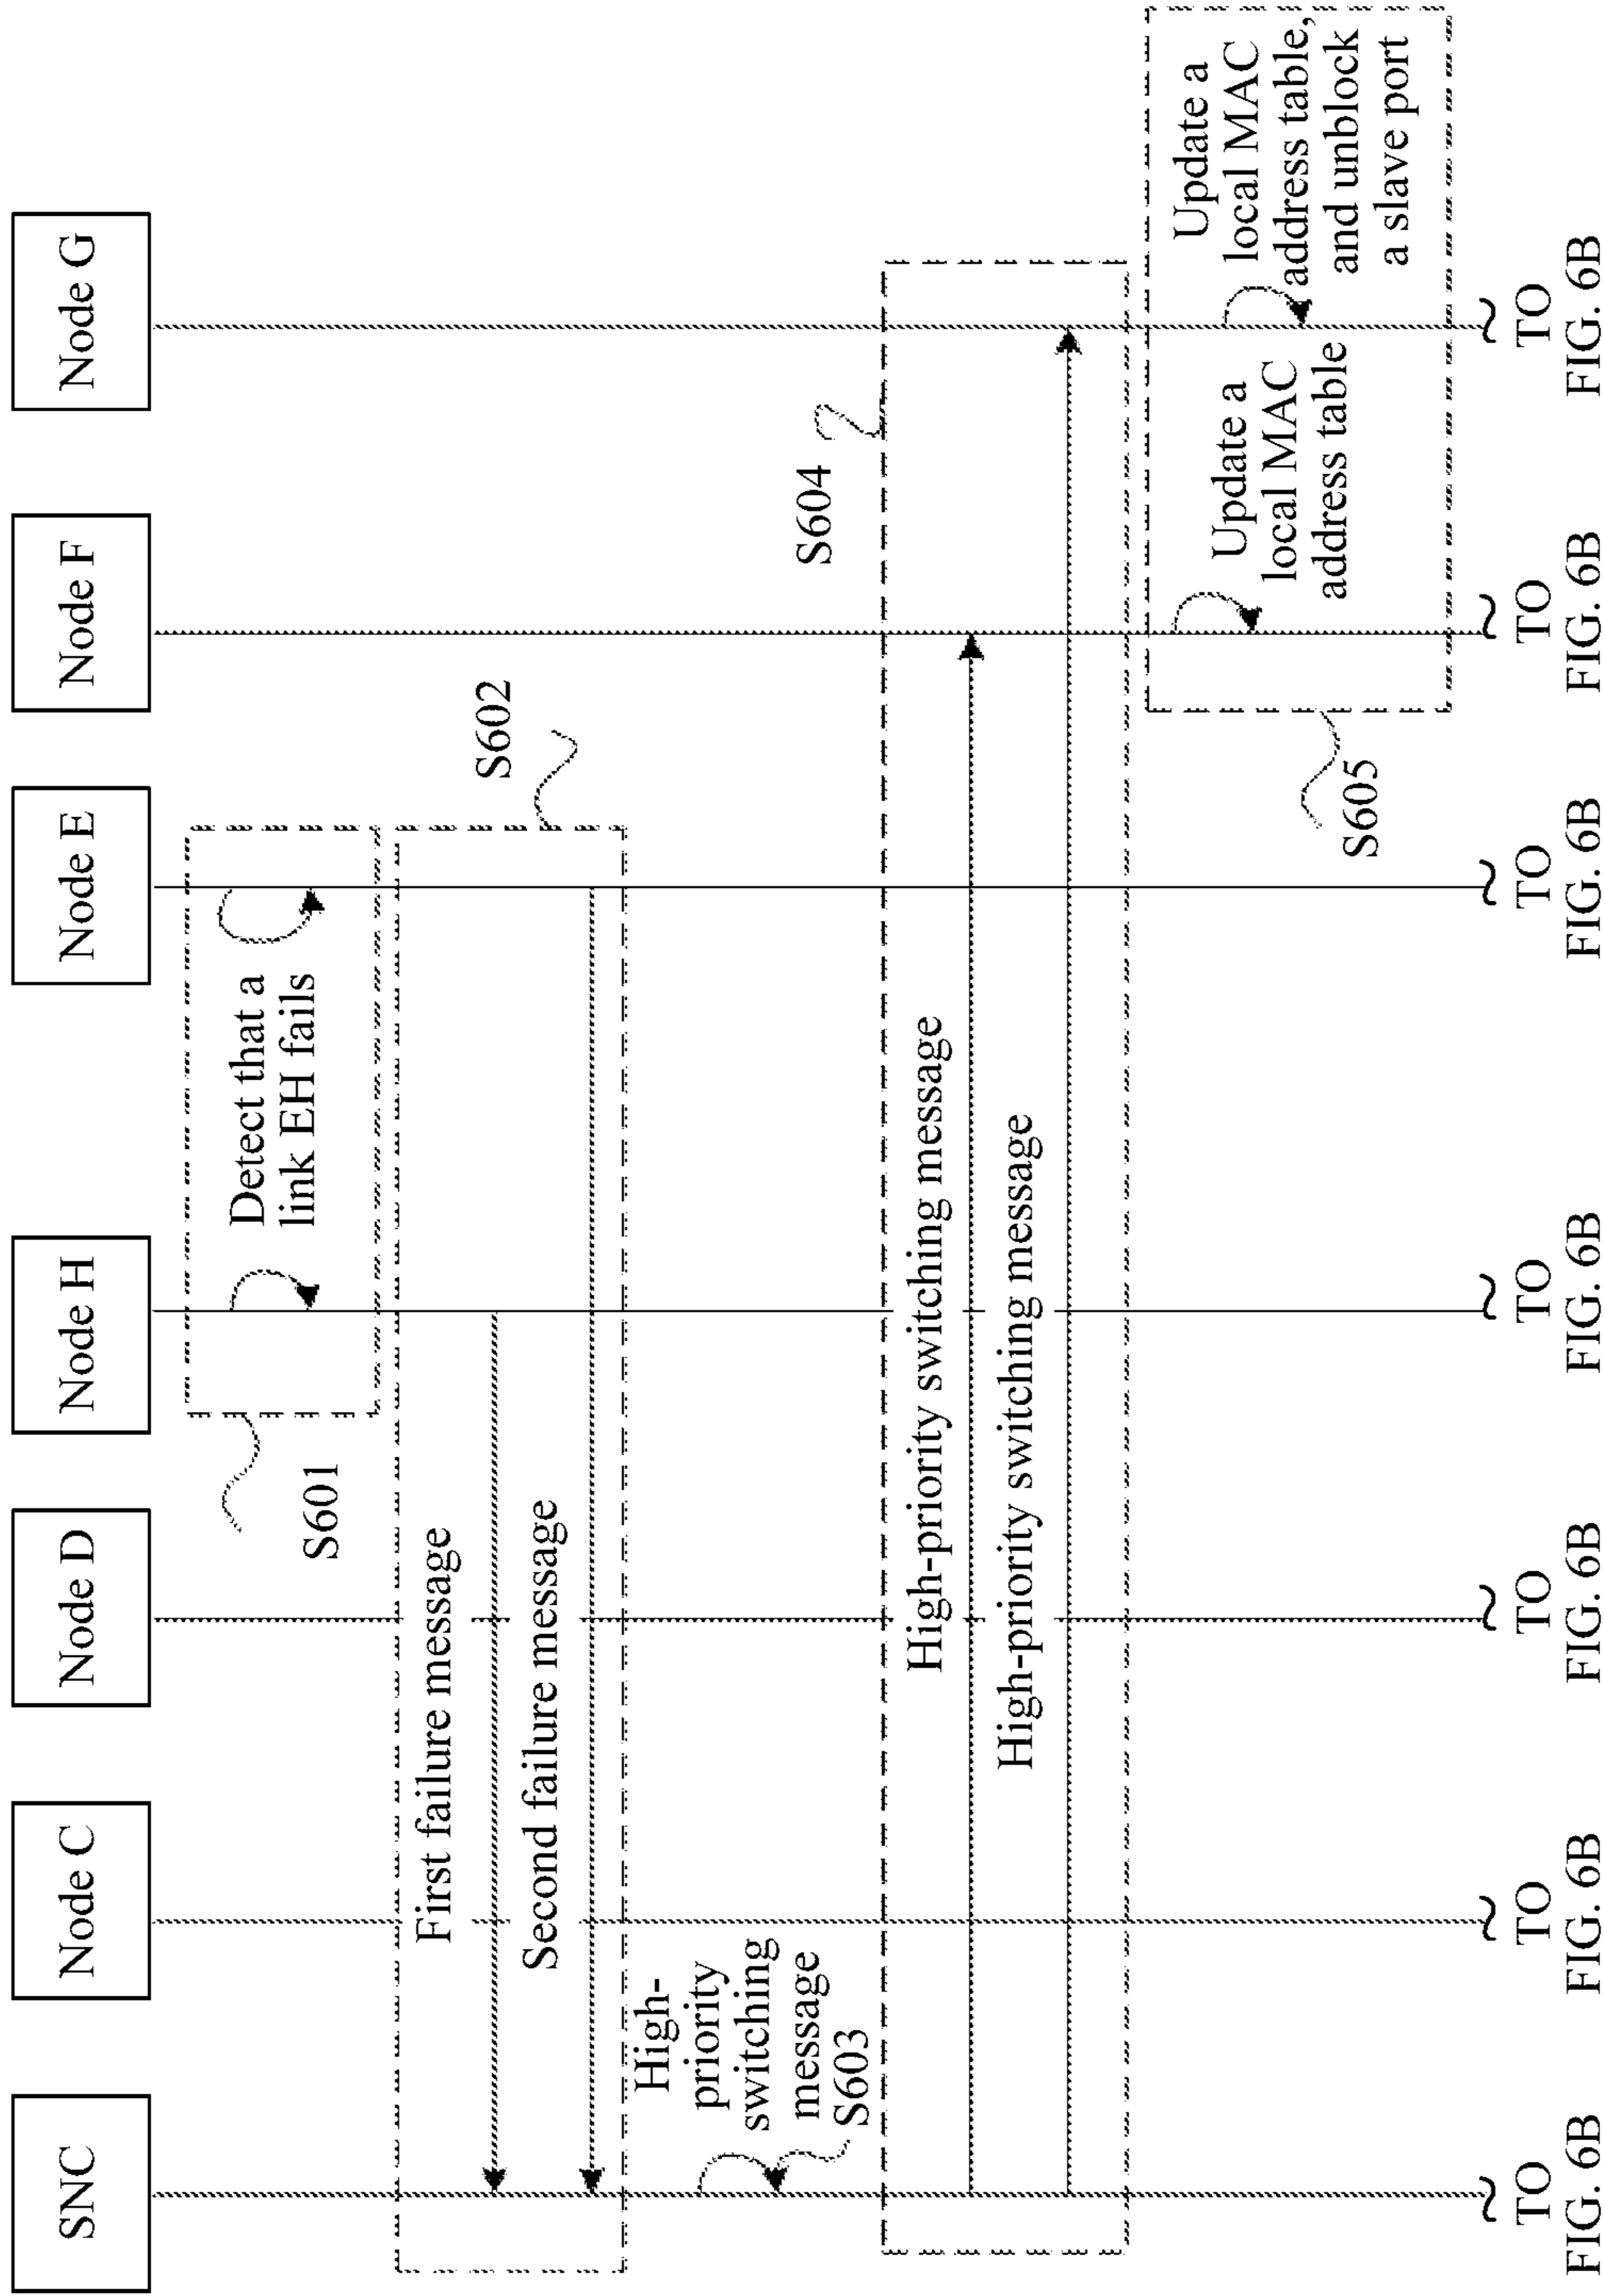 SNC
Node C
Node D
Node H
Node E
Node F
Node G
S601
Detect that a
link EH fails
First failure message
Second failure message
S602
High-
priority
switching
message
S603
S604
High-priority switching message
High-priority switching message
S605
Update a
local MAC
address table
Update a
local MAC
address table,
and unblock
a slave port
TO
FIG. 6B
TO
FIG. 6B
TO
FIG. 6B
TO
FIG. 6B
TO
FIG. 6B
TO
FIG. 6B
TO
FIG. 6B